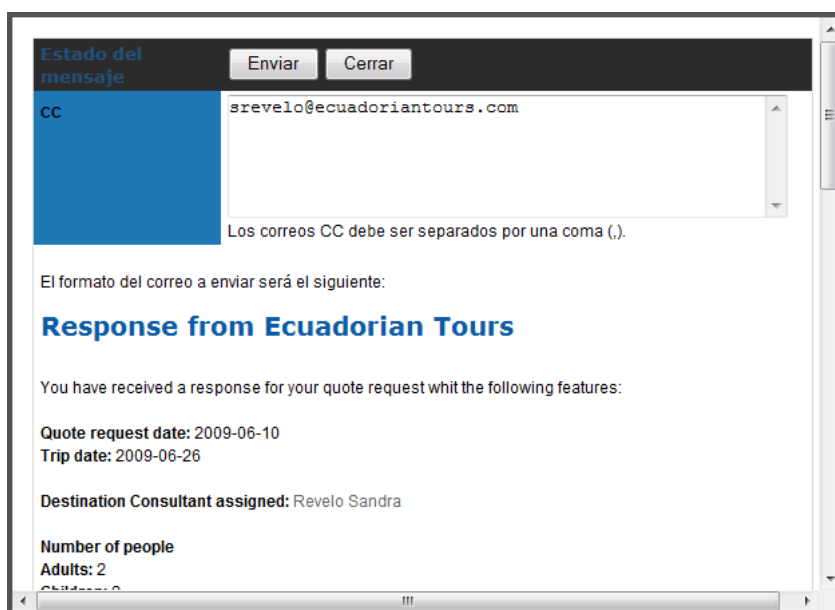 Estado del
mensaje
Enviar
Cerrar
CC
srevelo@ecuadoriantours.com
Los correos CC debe ser separados por una coma (,).
El formato del correo a enviar será el siguiente:
Response from Ecuadorian Tours
You have received a response for your quote request whit the following features:
Quote request date: 2009-06-10
Trip date: 2009-06-26
Destination Consultant assigned: Revelo Sandra
Number of people
Adults: 2